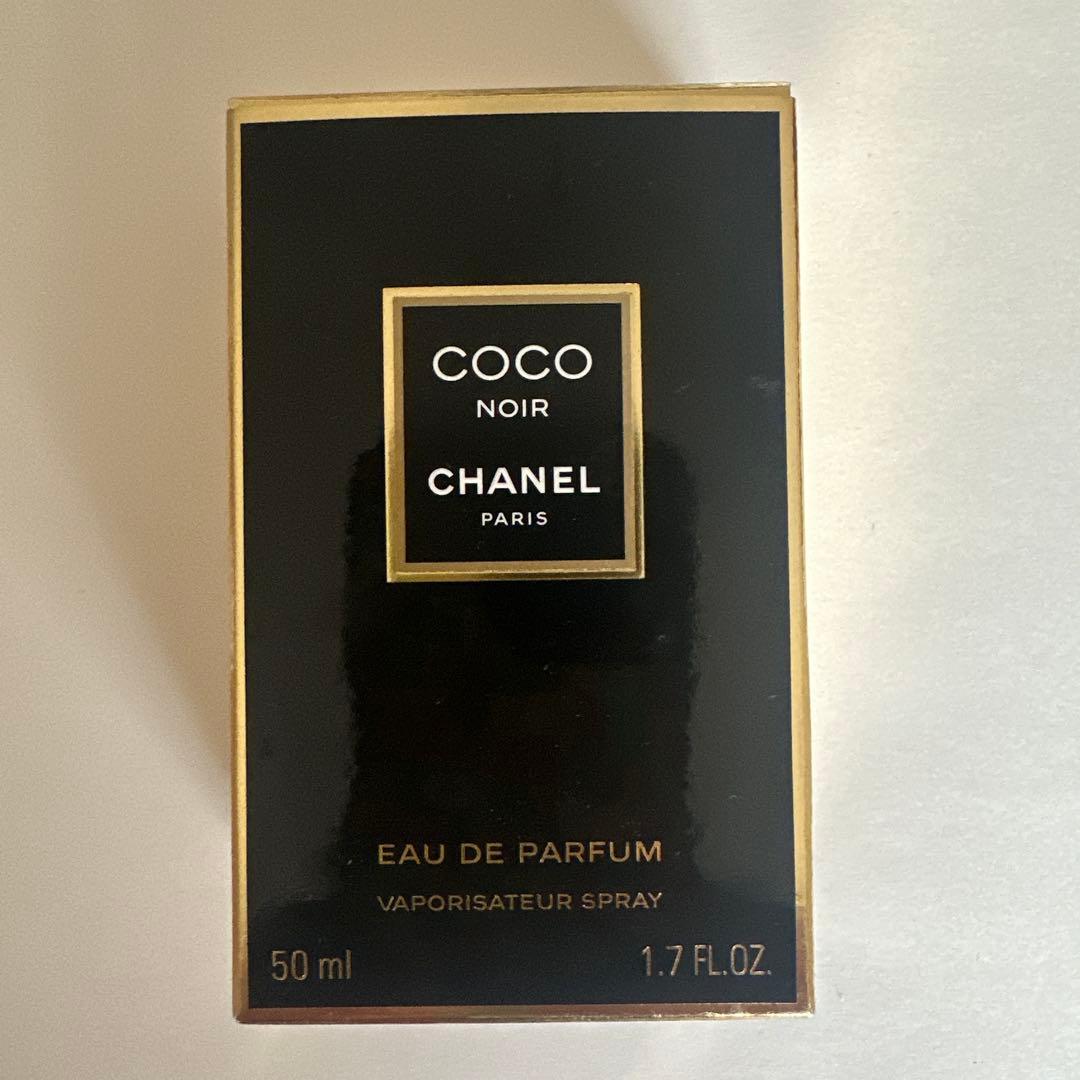 COCO
NOIR
CHANEL
PARIS
EAU DE PARFUM
VAPORISATEUR SPRAY
50 ml
1.7 FL.OZ.